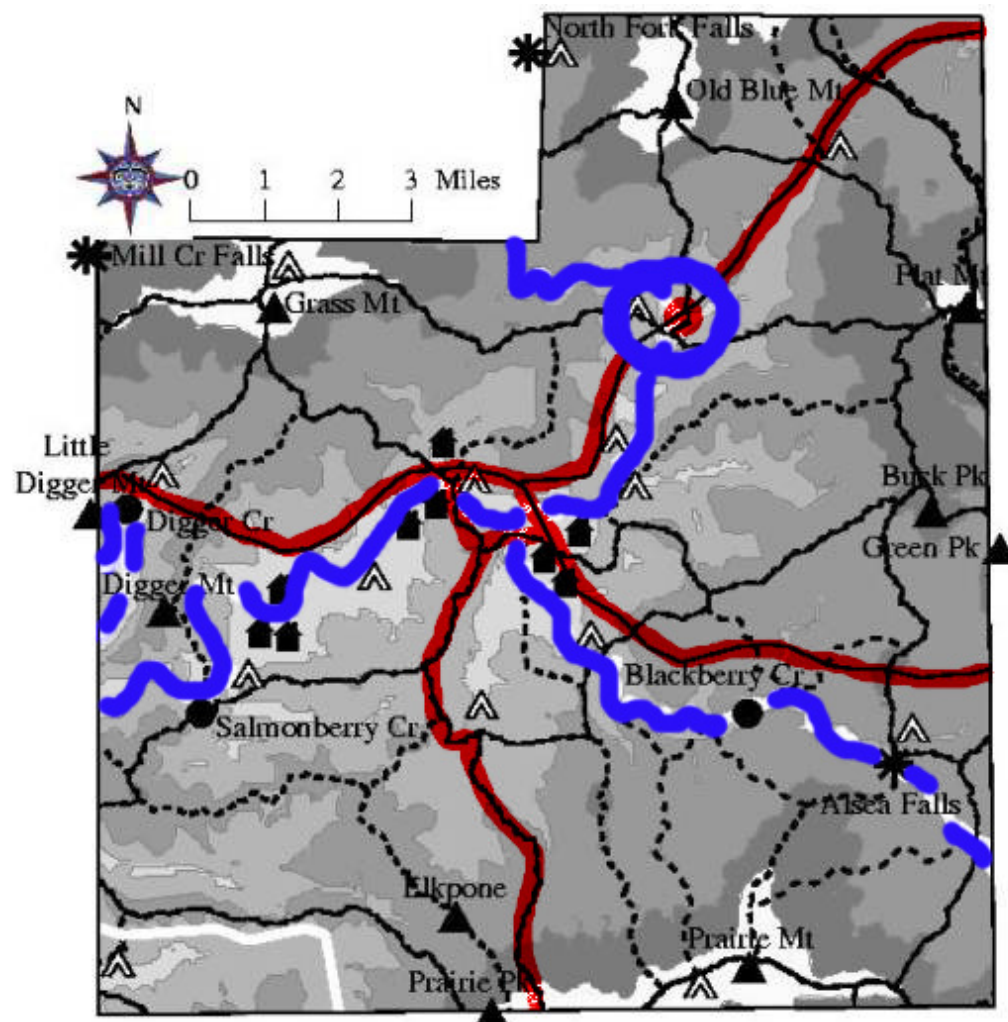 North Fork Falls
Old Blue Mt
N
0 1 2 3 Miles
Mill Cr Falls
Flat Mt
Grass Mt
Little
Digger Mt
Buck Pk
Digger Cr
Green Pk
Digger Mt
Blackberry Cr
Salmonberry Cr
Alsea Falls
Elkpone
Prairie Mt
Prairie Pk